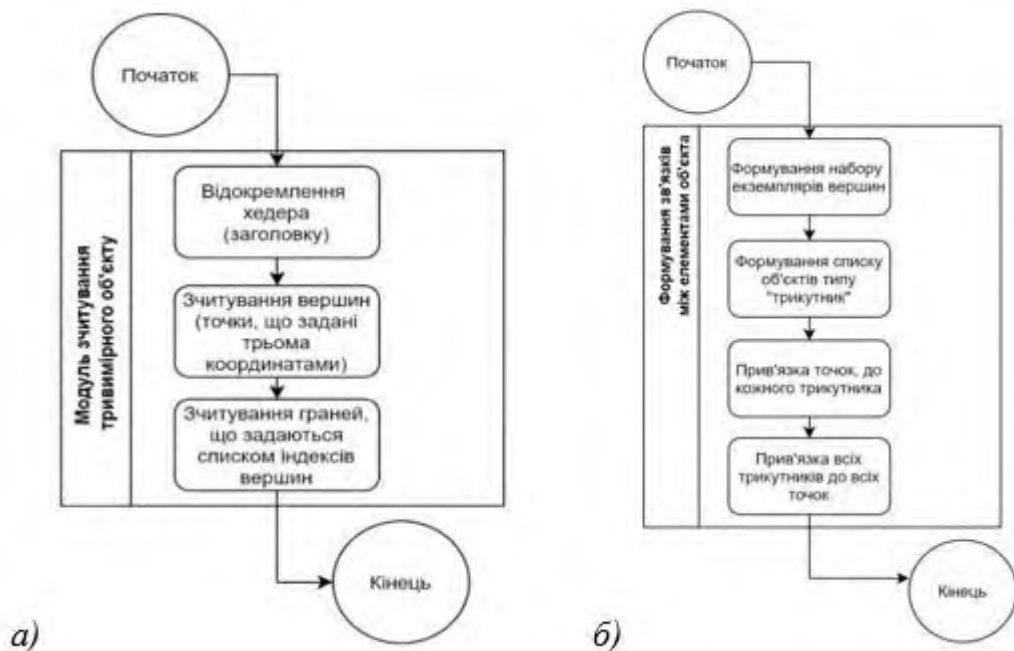 Початок
Модуль зчитування
тривимірного об'єкту
Відокремлення
хедера
(заголовку)
Зчитування вершин
(точки, що задані
трьома
координатами)
Зчитування граней,
що задаються
списком індексів
вершин
Кінець
а)
Початок
Формування зв'язків
між елементами об'єкта
Формування набору
екземплярів вершин
Формування списку
об'єктів типу
"трикутник"
Прив'язка точок, до
кожного трикутника
Прив'язка всіх
трикутників до всіх
точок
Кінець
б)